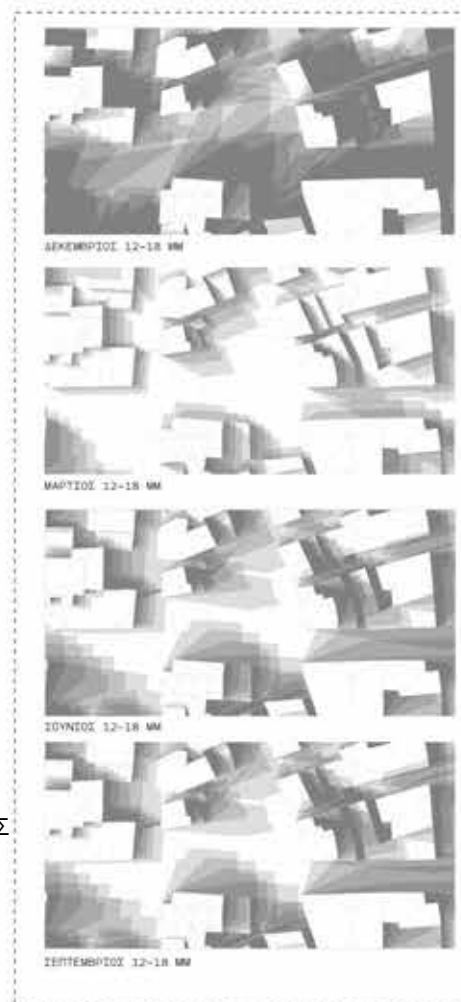 ΔΕΚΕΜΒΡΙΟΣ 12-18 ΜΜ
ΜΑΡΤΙΟΣ 12-18 ΜΜ
ΙΟΥΝΙΟΣ 12-18 ΜΜ
Σ
ΣΕΠΤΕΜΒΡΙΟΣ 12-18 ΜΜ